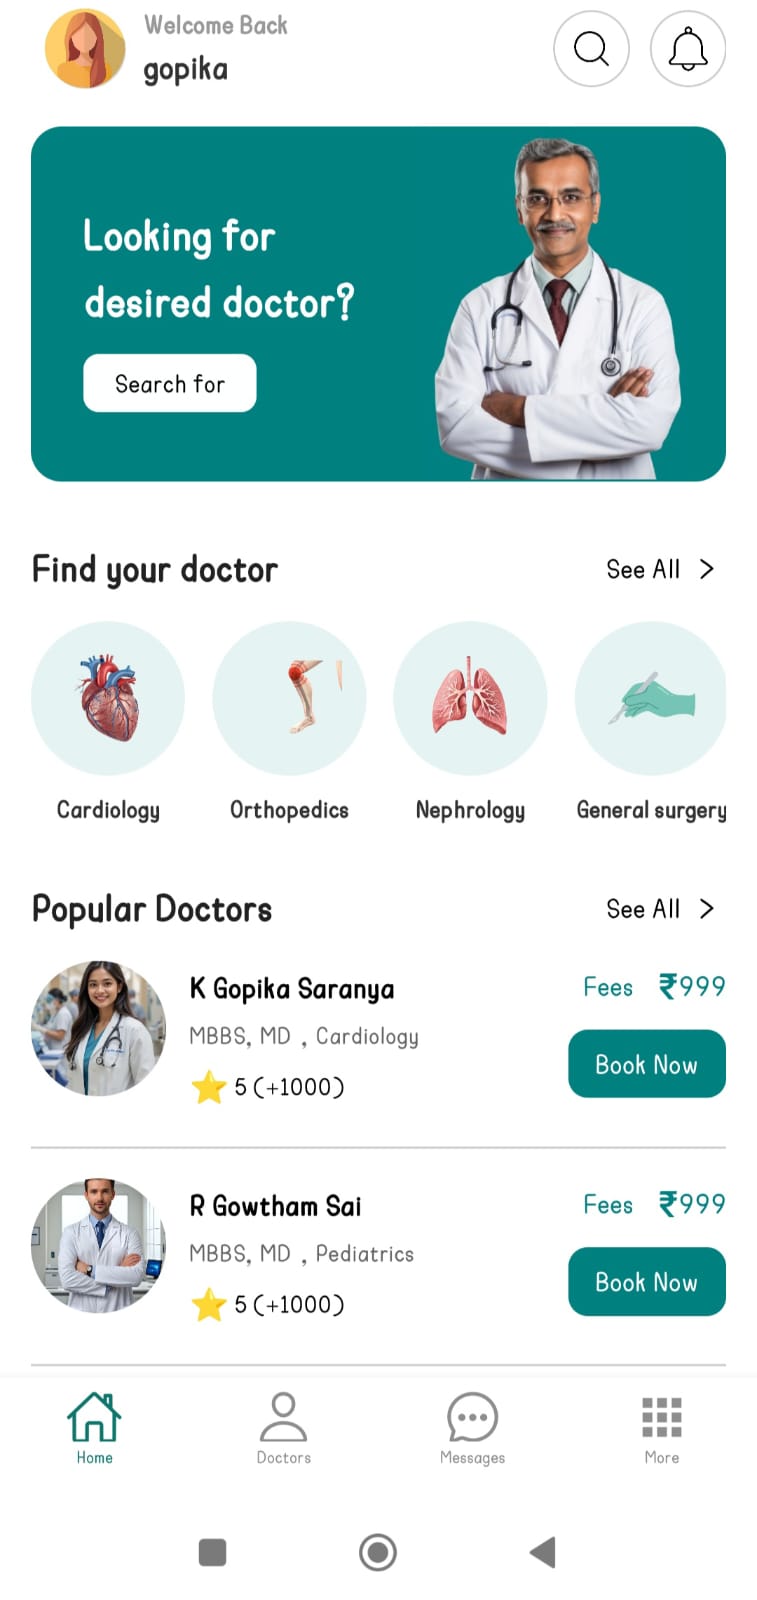 Welcome Back
gopika
Looking for
desired doctor?
Search for
Find your doctor
See All
Cardiology
Orthopedics
Nephrology
General surgery
Popular Doctors
See All
K Gopika Saranya
Fees ₹999
MBBS, MD , Cardiology
Book Now
5 (+1000)
R Gowtham Sai
Fees ₹999
MBBS, MD , Pediatrics
Book Now
5 (+1000)
Home
Doctors
Messages
More